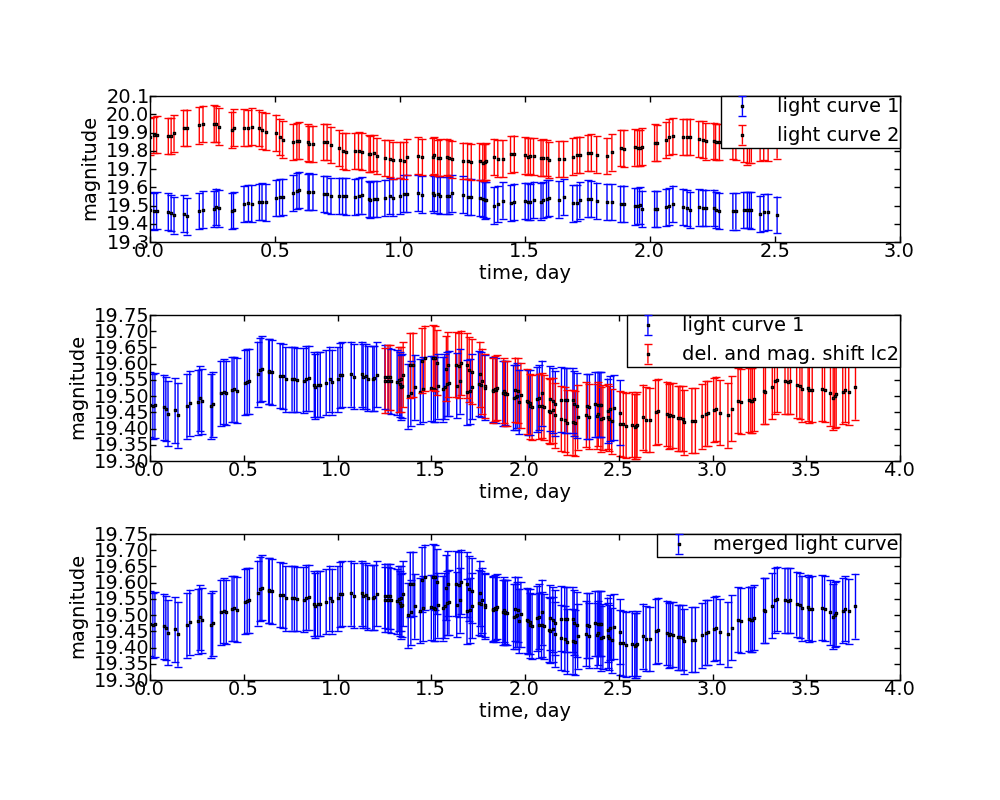 magnitude
20.1
20.0
19.9
19.8
19.7
19.6
19.5
19.4
19.3
0.0 0.5 1.0 1.5 2.0 2.5 3.0
time, day
light curve 1
light curve 2
magnitude
19.75
19.70
19.65
19.60
19.55
19.50
19.45
19.40
19.35
19.30
0.0 0.5 1.0 1.5 2.0 2.5 3.0 3.5 4.0
time, day
light curve 1
del. and mag. shift lc2
magnitude
19.75
19.70
19.65
19.60
19.55
19.50
19.45
19.40
19.35
19.30
0.0 0.5 1.0 1.5 2.0 2.5 3.0 3.5 4.0
time, day
merged light curve